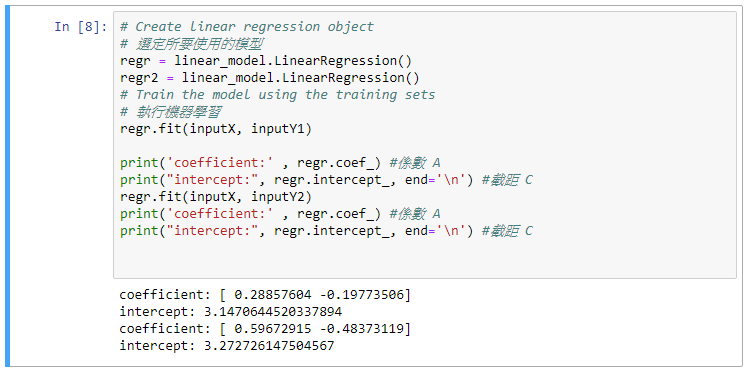 In [8]: # Create linear regression object
# 選定所要使用的模型
regr = linear_model.LinearRegression()
regr2 = linear_model.LinearRegression()
# Train the model using the training sets
# 執行機器學習
regr.fit(inputX, inputY1)
print('coefficient:' , regr.coef_) #係數 A
print("intercept:", regr.intercept_, end='\n') #截距 C
regr.fit(inputX, inputY2)
print('coefficient:' , regr.coef_) #係數 A
print("intercept:", regr.intercept_, end='\n') #截距 C
coefficient: [ 0.28857604 -0.19773506]
intercept: 3.1470644520337894
coefficient: [ 0.59672915 -0.48373119]
intercept: 3.272726147504567